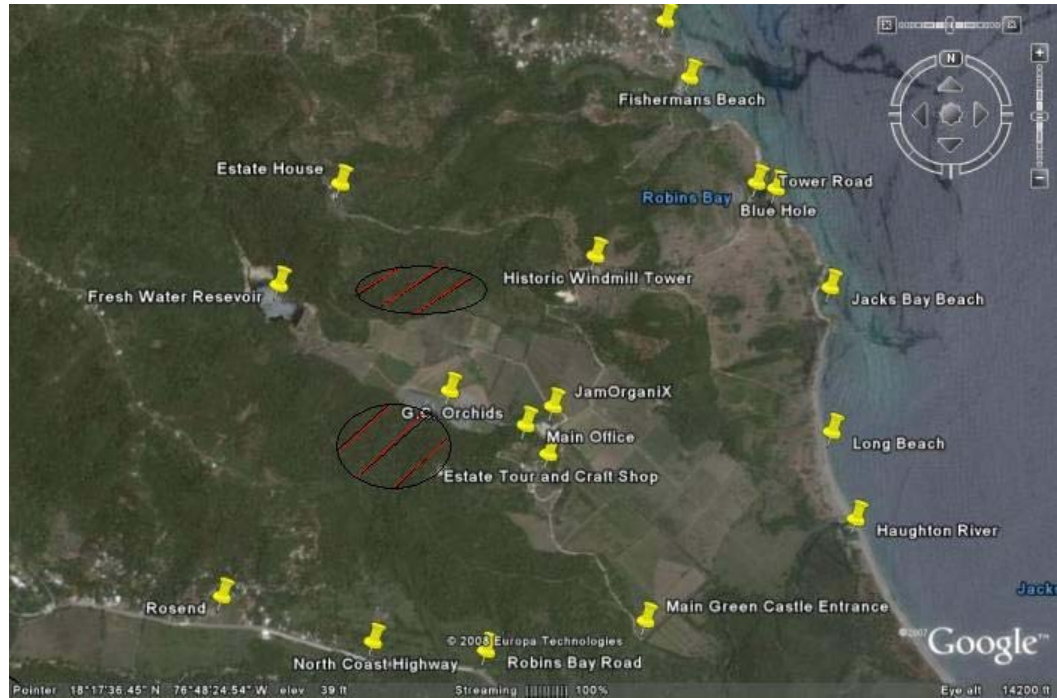 N
Fishermans Beach
Estate House
Tower Road
Robins Bay
Blue Hole
Historic Windmill Tower
Fresh Water Resevoir
Jacks Bay Beach
JamOrganiX
G.C. Orchids
Main Office
Long Beach
Estate Tour and Craft Shop
Haughton River
Jacks
Rosend
Main Green Castle Entrance
© 2008 Europa Technologies
©2007 Google™
North Coast Highway
Robins Bay Road
Pointer 18°17'36.45" N 76°48'24.54" W elev 39 ft Streaming 100% Eye alt 14200 ft